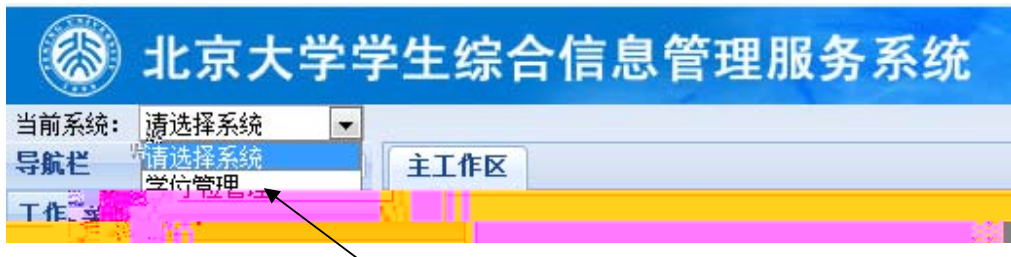 北京大学学生综合信息管理服务系统
当前系统： 请选择系统
导航栏 请选择系统 主工作区
学位管理
工作